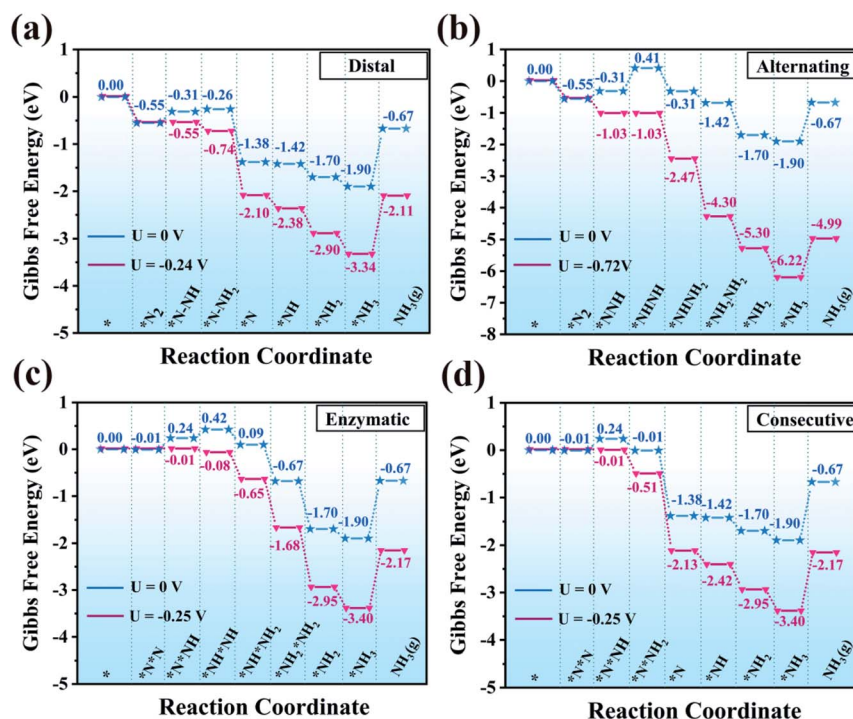 (a)
Distal
Gibbs Free Energy (eV)
1
0
-1
-2
-3
-4
-5
0.00
-0.55
-0.31
-0.26
-0.55
-0.74
-1.38
-1.42
-1.70
-1.90
-0.67
-2.10
-2.38
-2.90
-3.34
-2.11
U = 0 V
U = -0.24 V
*
*N2
*N-NH
*N-NH2
*N
*NH
*NH2
*NH3
NH3(g)
Reaction Coordinate
(b)
Alternating
Gibbs Free Energy (eV)
1
0
-1
-2
-3
-4
-5
-6
-7
-8
0.00
-0.55
-0.31
0.41
-0.31
-1.42
-1.70
-1.90
-0.67
-1.03
-1.03
-2.47
-4.30
-5.30
-6.22
-4.99
U = 0 V
U = -0.72V
*
*N2
*NNH
*NHNH
*NHNH2
*NH2NH2
*NH2
*NH3
NH3(g)
Reaction Coordinate
(c)
Enzymatic
Gibbs Free Energy (eV)
1
0
-1
-2
-3
-4
-5
0.00
-0.01
0.24
0.42
0.09
-0.67
-1.70
-1.90
-0.67
-0.01
-0.08
-0.65
-1.68
-2.95
-3.40
-2.17
U = 0 V
U = -0.25 V
*
*N*N
*N*NH
*NH*NH
*NH*NH2
*NH2*NH2
*NH2
*NH3
NH3(g)
Reaction Coordinate
(d)
Consecutive
Gibbs Free Energy (eV)
1
0
-1
-2
-3
-4
-5
0.00
-0.01
0.24
-0.01
-1.38
-1.42
-1.70
-1.90
-0.67
-0.01
-0.51
-2.13
-2.42
-2.95
-3.40
-2.17
U = 0 V
U = -0.25 V
*
*N*N
*N*NH
*N*NH2
*N
*NH
*NH2
*NH3
NH3(g)
Reaction Coordinate